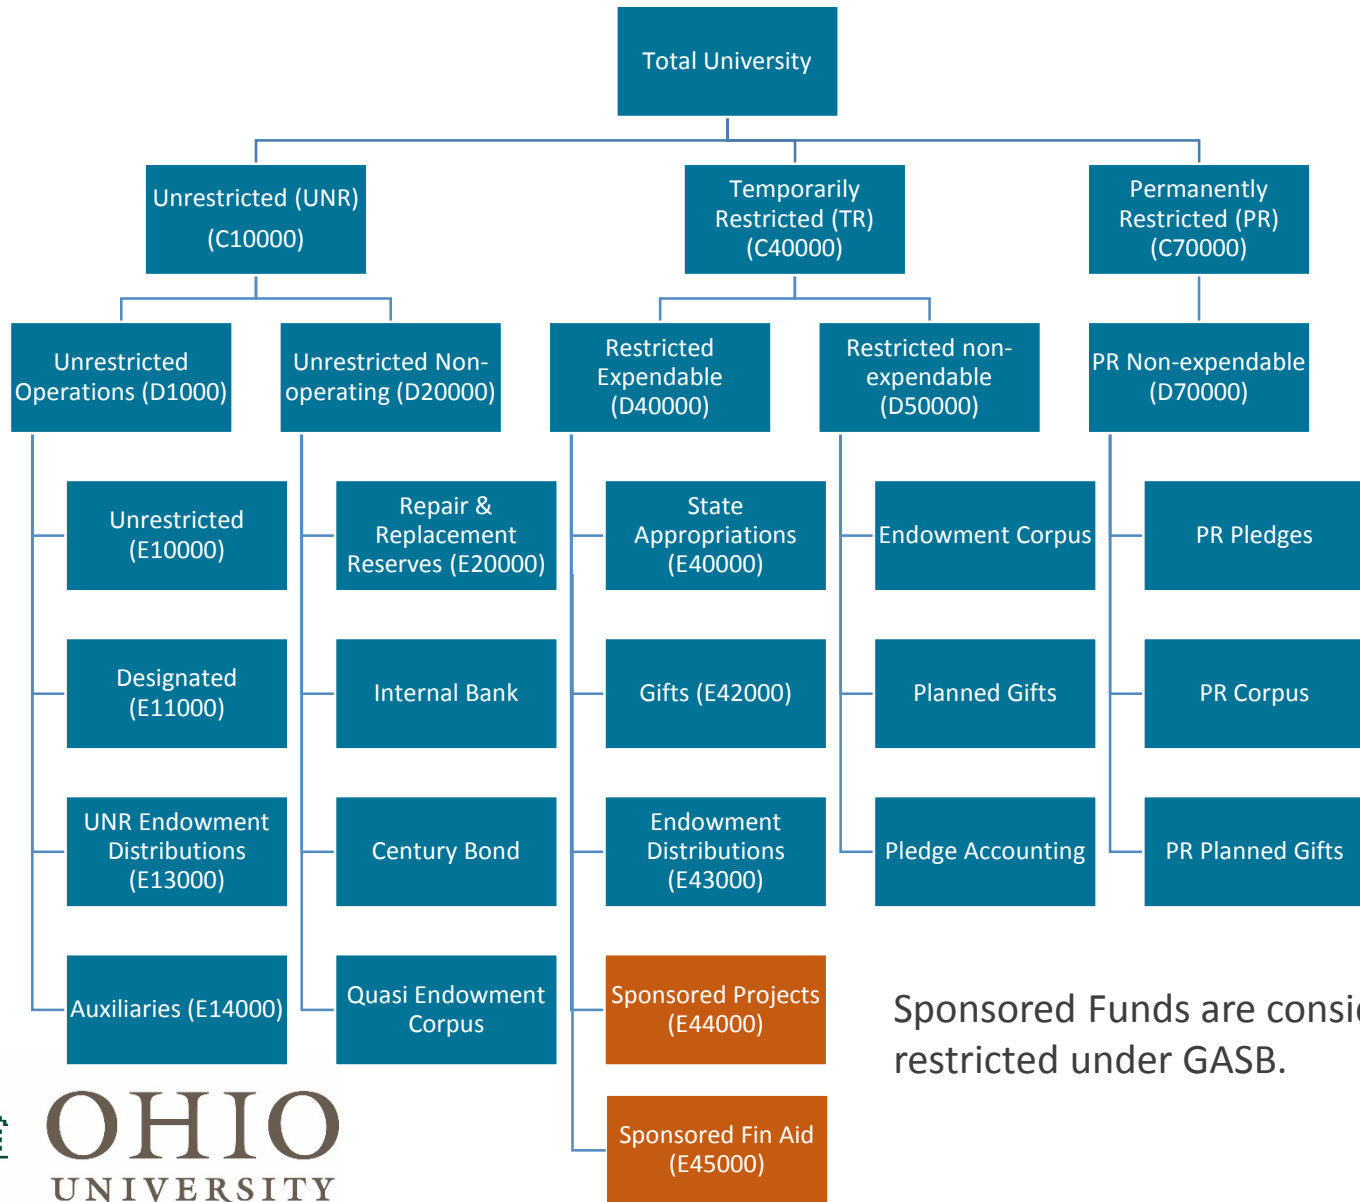 Total University
Unrestricted (UNR)
(C10000)
Temporarily
Restricted (TR)
(C40000)
Permanently
Restricted (PR)
(C70000)
Unrestricted
Operations (D1000)
Unrestricted Non-
operating (D20000)
Restricted
Expendable
(D40000)
Restricted non-
expendable
(D50000)
PR Non-expendable
(D70000)
Unrestricted
(E10000)
Repair &
Replacement
Reserves (E20000)
State
Appropriations
(E40000)
Endowment Corpus
PR Pledges
Designated
(E11000)
Internal Bank
Gifts (E42000)
Planned Gifts
PR Corpus
UNR Endowment
Distributions
(E13000)
Century Bond
Endowment
Distributions
(E43000)
Pledge Accounting
PR Planned Gifts
Auxiliaries (E14000)
Quasi Endowment
Corpus
Sponsored Projects
(E44000)
Sponsored Fin Aid
(E45000)
Sponsored Funds are
restricted under GASB.
OHIO
UNIVERSITY